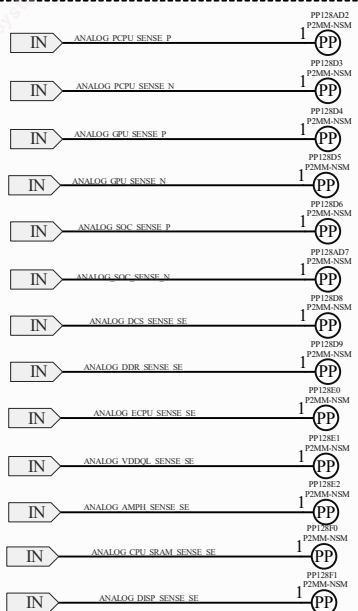 PP128AD2
P2MM-NSM
IN ANALOG PCPU SENSE P 1 PP
PP128D3
P2MM-NSM
IN ANALOG PCPU SENSE N 1 PP
PP128D4
P2MM-NSM
IN ANALOG GPU SENSE P 1 PP
PP128D5
P2MM-NSM
IN ANALOG GPU SENSE N 1 PP
PP128D6
P2MM-NSM
IN ANALOG SOC SENSE P 1 PP
PP128AD7
P2MM-NSM
IN ANALOG_SOC_SENSE_N 1 PP
PP128D8
P2MM-NSM
IN ANALOG DCS SENSE SE 1 PP
PP128D9
P2MM-NSM
IN ANALOG DDR SENSE SE 1 PP
PP128E0
P2MM-NSM
IN ANALOG ECPU SENSE SE 1 PP
PP128E1
P2MM-NSM
IN ANALOG VDDQL SENSE SE 1 PP
PP128E2
P2MM-NSM
IN ANALOG AMPH SENSE SE 1 PP
PP128F0
P2MM-NSM
IN ANALOG CPU SRAM SENSE SE 1 PP
PP128F1
P2MM-NSM
IN ANALOG DISP SENSE SE 1 PP